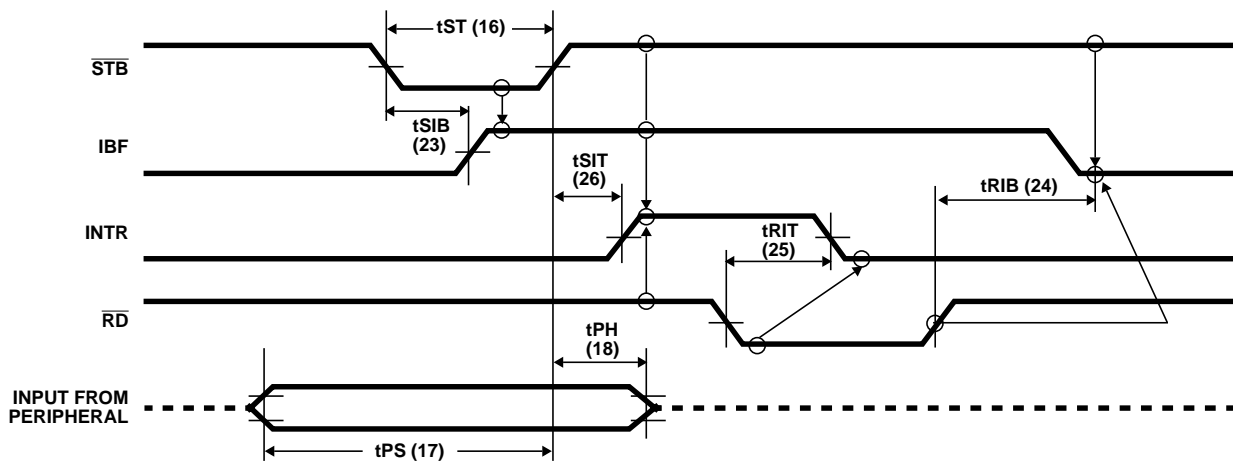 tST (16)
STB
tSIB
(23)
IBF
tSIT
(26)
tRIB (24)
INTR
tRIT
(25)
RD
tPH
(18)
INPUT FROM
PERIPHERAL
tPS (17)